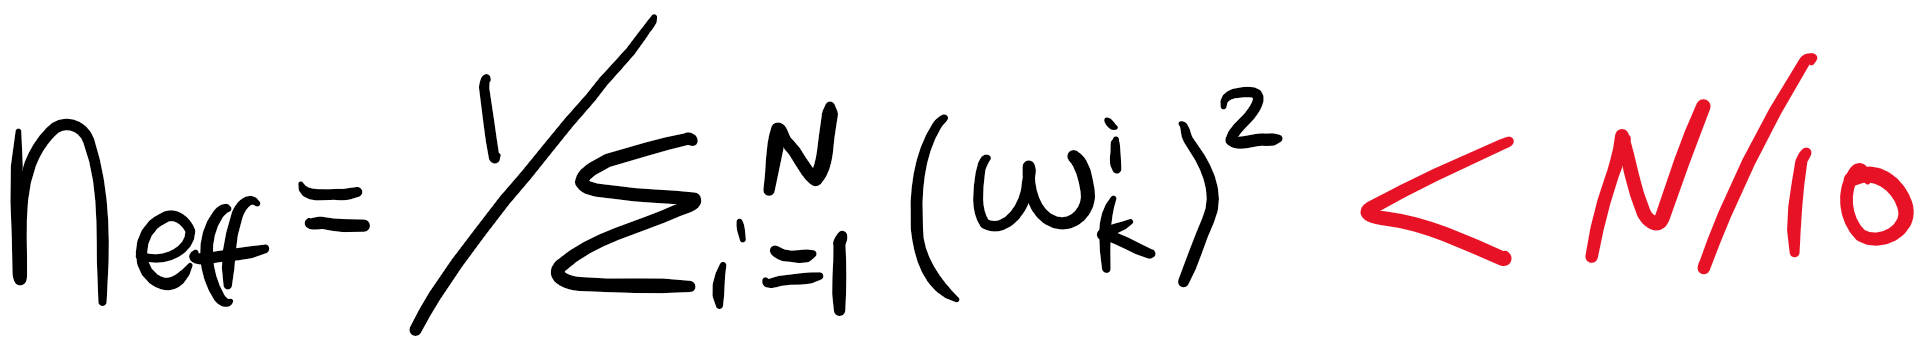 n_eff = 1/∑_{i=1}^{N} (w_k^i)^2 < N/10